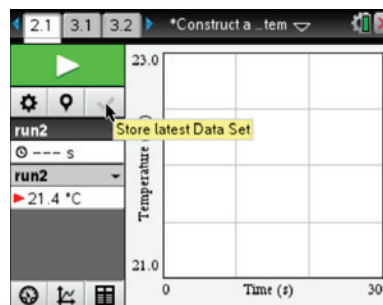 2.1 3.1 3.2 *Construct a ...tem
23.0
Store latest Data Set
run2
--- s
run2
21.4 °C
Temperature
21.0
0 Time (s) 30